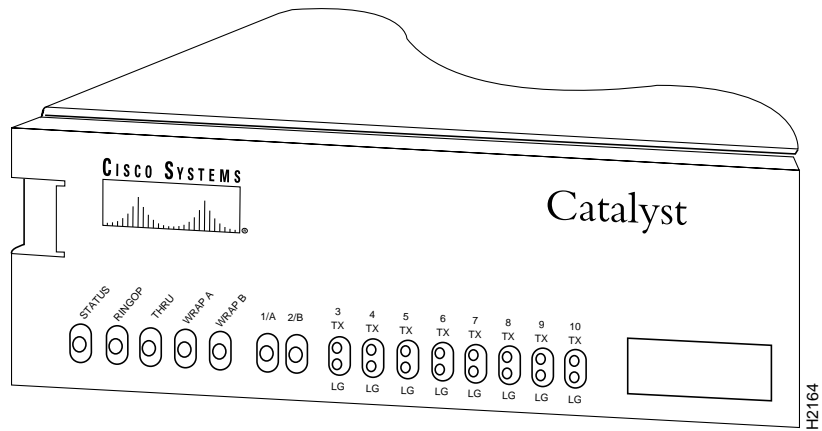 CISCO SYSTEMS
®
Catalyst
STATUS RINGOP THRU WRAP A WRAP B 1/A 2/B 3 4 5 6 7 8 9 10
TX TX TX TX TX TX TX TX
LG LG LG LG LG LG LG LG
H2164